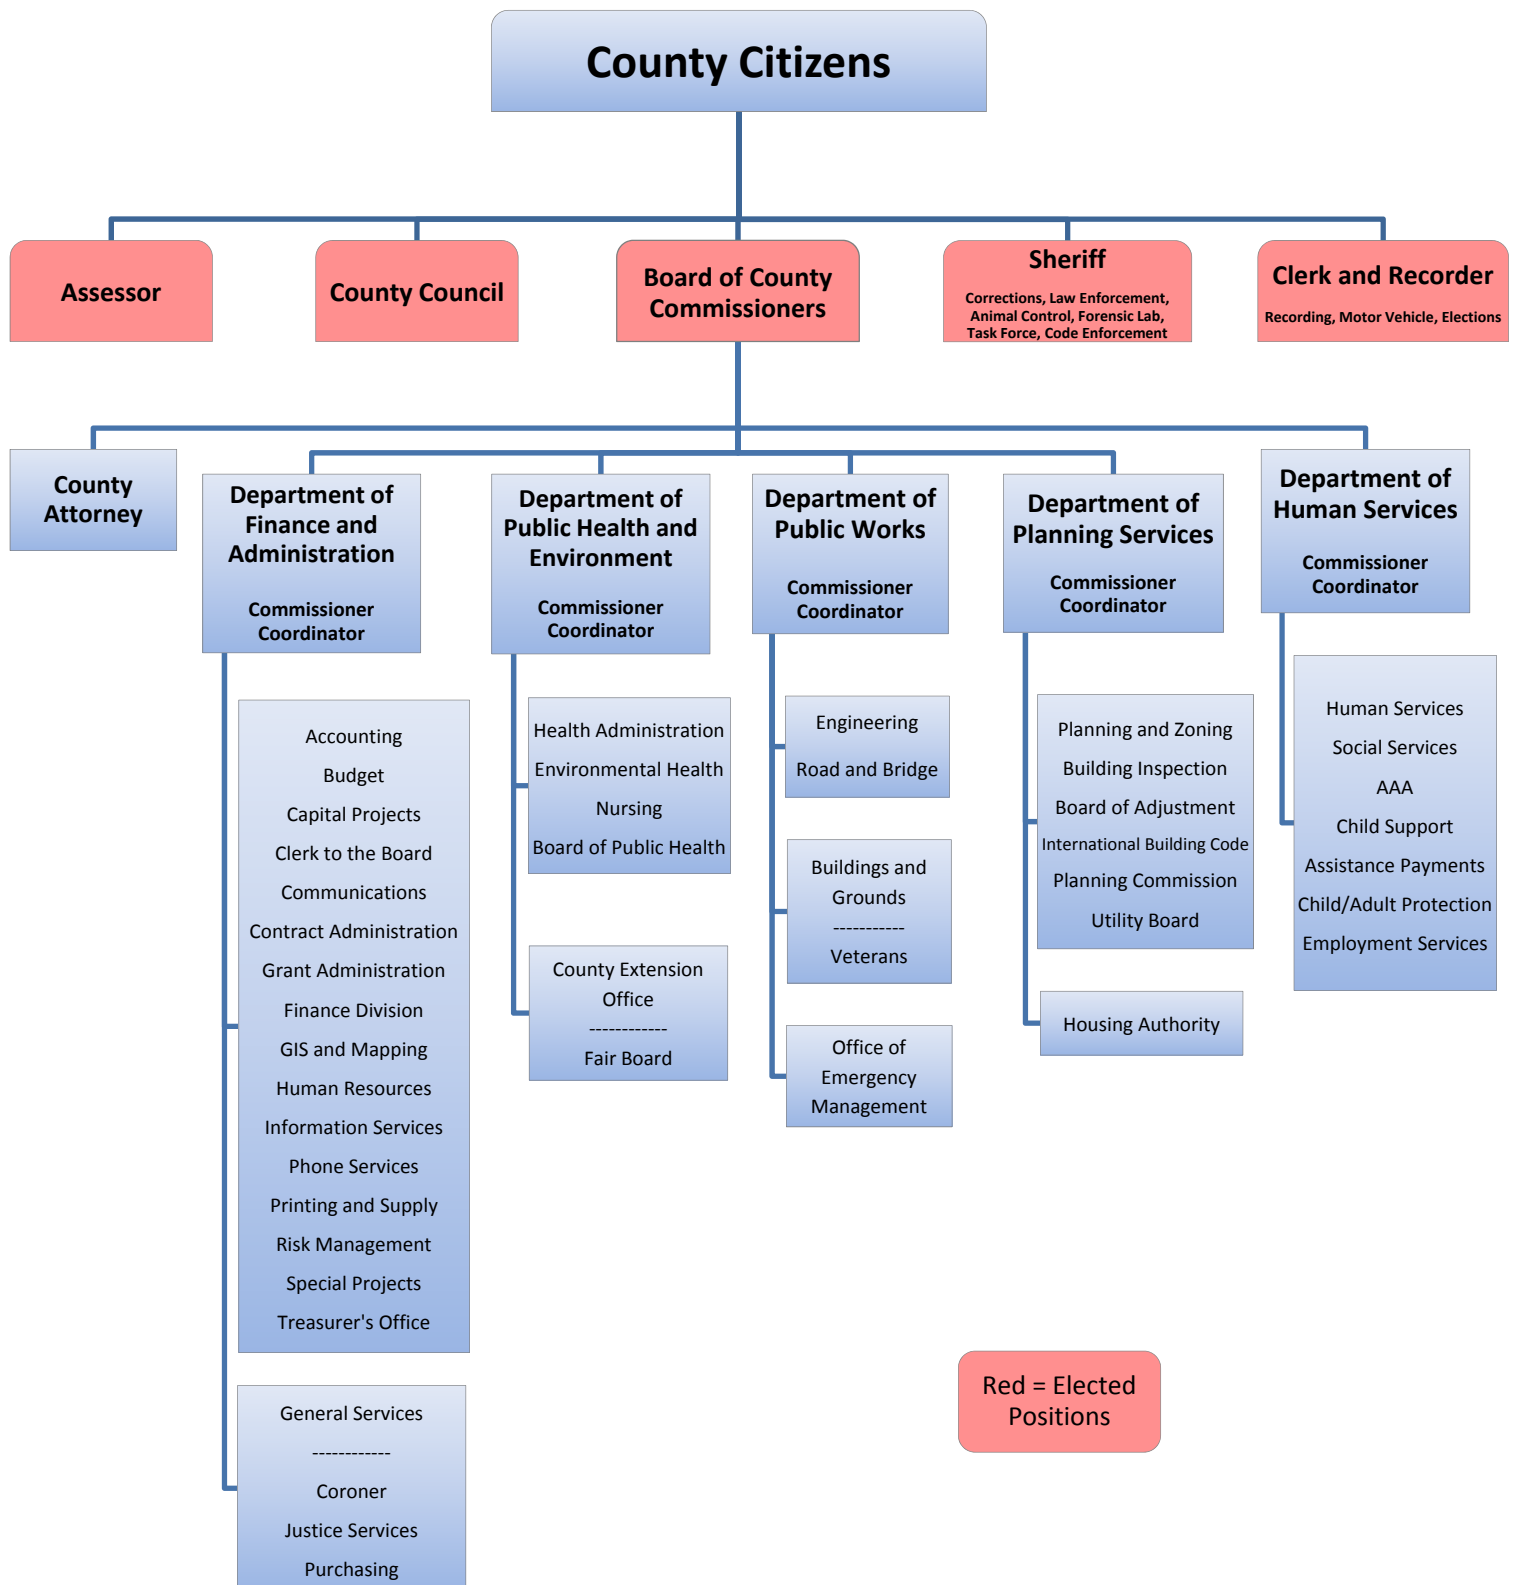 County Citizens
Assessor
County Council
Board of County
Commissioners
Sheriff
Corrections, Law Enforcement,
Animal Control, Forensic Lab,
Task Force, Code Enforcement
Clerk and Recorder
Recording, Motor Vehicle, Elections
County
Attorney
Department of
Finance and
Administration
Commissioner
Coordinator
Accounting
Budget
Capital Projects
Clerk to the Board
Communications
Contract Administration
Grant Administration
Finance Division
GIS and Mapping
Human Resources
Information Services
Phone Services
Printing and Supply
Risk Management
Special Projects
Treasurer's Office
General Services
------------
Coroner
Justice Services
Purchasing
Department of
Public Health and
Environment
Commissioner
Coordinator
Health Administration
Environmental Health
Nursing
Board of Public Health
County Extension
Office
------------
Fair Board
Department of
Public Works
Commissioner
Coordinator
Engineering
Road and Bridge
Buildings and
Grounds
-----------
Veterans
Office of
Emergency
Management
Department of
Planning Services
Commissioner
Coordinator
Planning and Zoning
Building Inspection
Board of Adjustment
International Building Code
Planning Commission
Utility Board
Housing Authority
Department of
Human Services
Commissioner
Coordinator
Human Services
Social Services
AAA
Child Support
Assistance Payments
Child/Adult Protection
Employment Services
Red = Elected
Positions